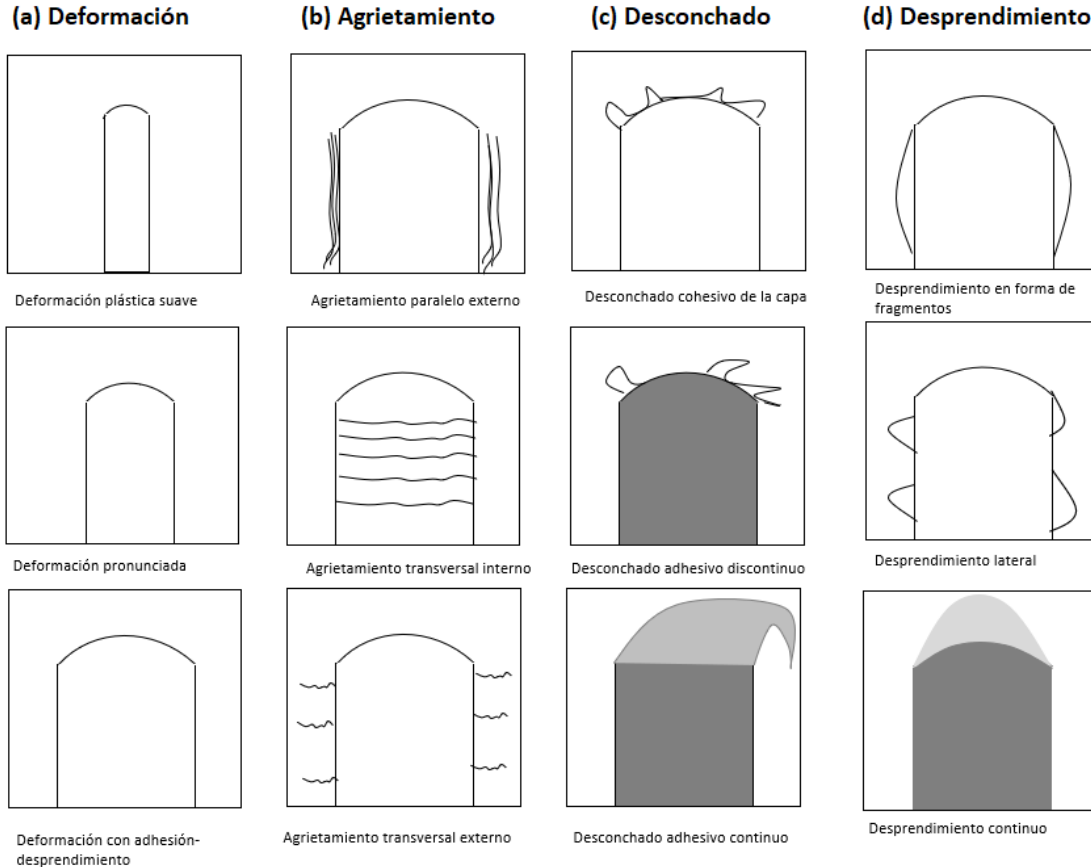 (a) Deformación
(b) Agrietamiento
(c) Desconchado
(d) Desprendimiento
Deformación plástica suave
Agrietamiento paralelo externo
Desconchado cohesivo de la capa
Desprendimiento en forma de
fragmentos
Deformación pronunciada
Agrietamiento transversal interno
Desconchado adhesivo discontinuo
Desprendimiento lateral
Deformación con adhesión-
desprendimiento
Agrietamiento transversal externo
Desconchado adhesivo continuo
Desprendimiento continuo